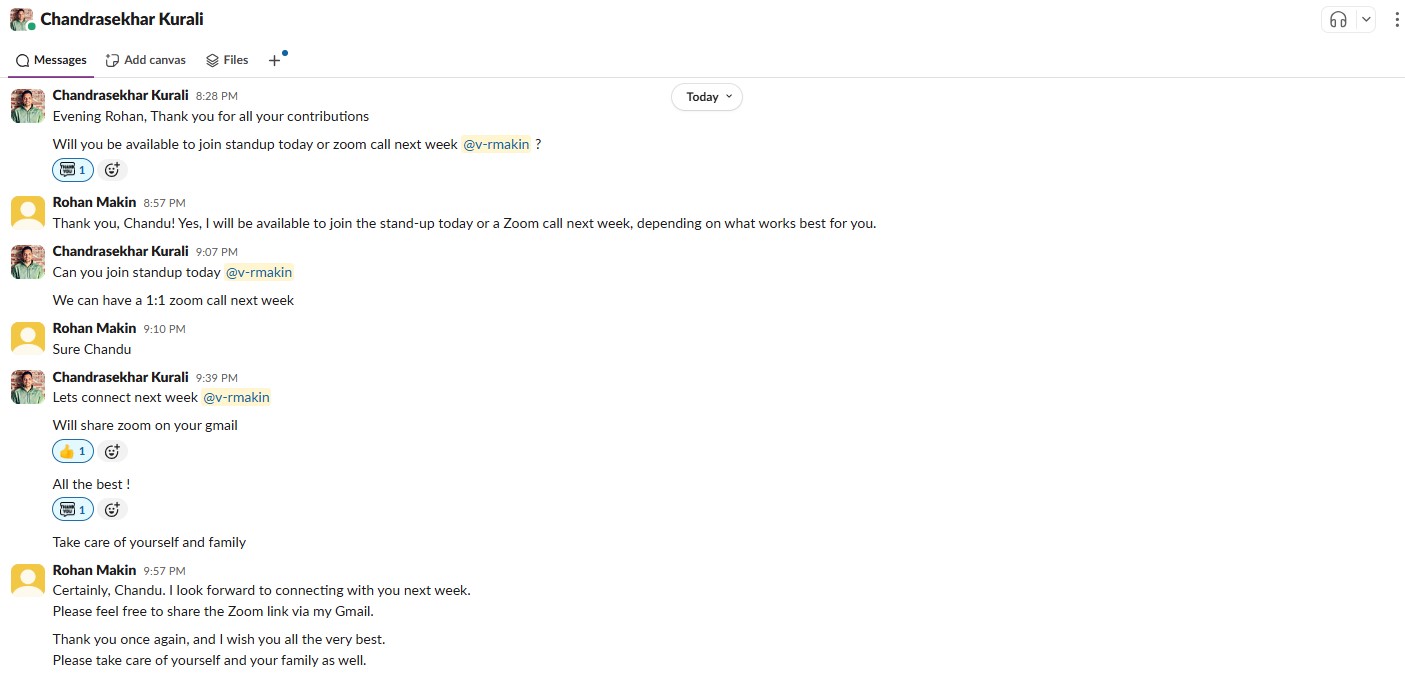 Chandrasekhar Kurali
Messages Add canvas Files
Today
Chandrasekhar Kurali 8:28 PM
Evening Rohan, Thank you for all your contributions
Will you be available to join standup today or zoom call next week @v-rmakin ?
THANK YOU 1
Rohan Makin 8:57 PM
Thank you, Chandu! Yes, I will be available to join the stand-up today or a Zoom call next week, depending on what works best for you.
Chandrasekhar Kurali 9:07 PM
Can you join standup today @v-rmakin
We can have a 1:1 zoom call next week
Rohan Makin 9:10 PM
Sure Chandu
Chandrasekhar Kurali 9:39 PM
Lets connect next week @v-rmakin
Will share zoom on your gmail
1
All the best !
THANK YOU 1
Take care of yourself and family
Rohan Makin 9:57 PM
Certainly, Chandu. I look forward to connecting with you next week.
Please feel free to share the Zoom link via my Gmail.
Thank you once again, and I wish you all the very best.
Please take care of yourself and your family as well.